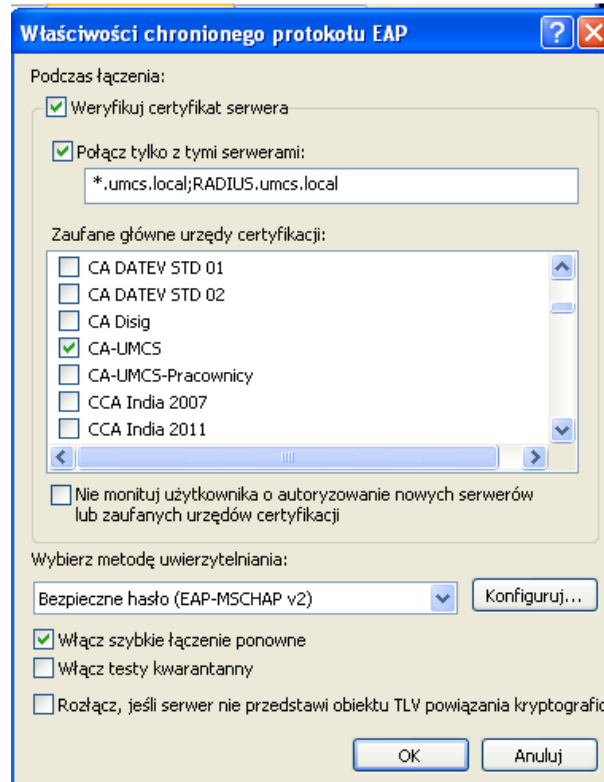 Właściwości chronionego protokołu EAP
Podczas łączenia:
Weryfikuj certyfikat serwera
Połącz tylko z tymi serwerami:
*.umcs.local;RADIUS.umcs.local
Zaufane główne urzędy certyfikacji:
CA DATEV STD 01
CA DATEV STD 02
CA Disig
CA-UMCS
CA-UMCS-Pracownicy
CCA India 2007
CCA India 2011
Nie monituj użytkownika o autoryzowanie nowych serwerów
lub zaufanych urzędów certyfikacji
Wybierz metodę uwierzytelniania:
Bezpieczne hasło (EAP-MSCHAP v2) Konfiguruj...
Włącz szybkie łączenie ponowne
Włącz testy kwarantanny
Rozłącz, jeśli serwer nie przedstawi obiektu TLV powiązania kryptografic
OK Anuluj